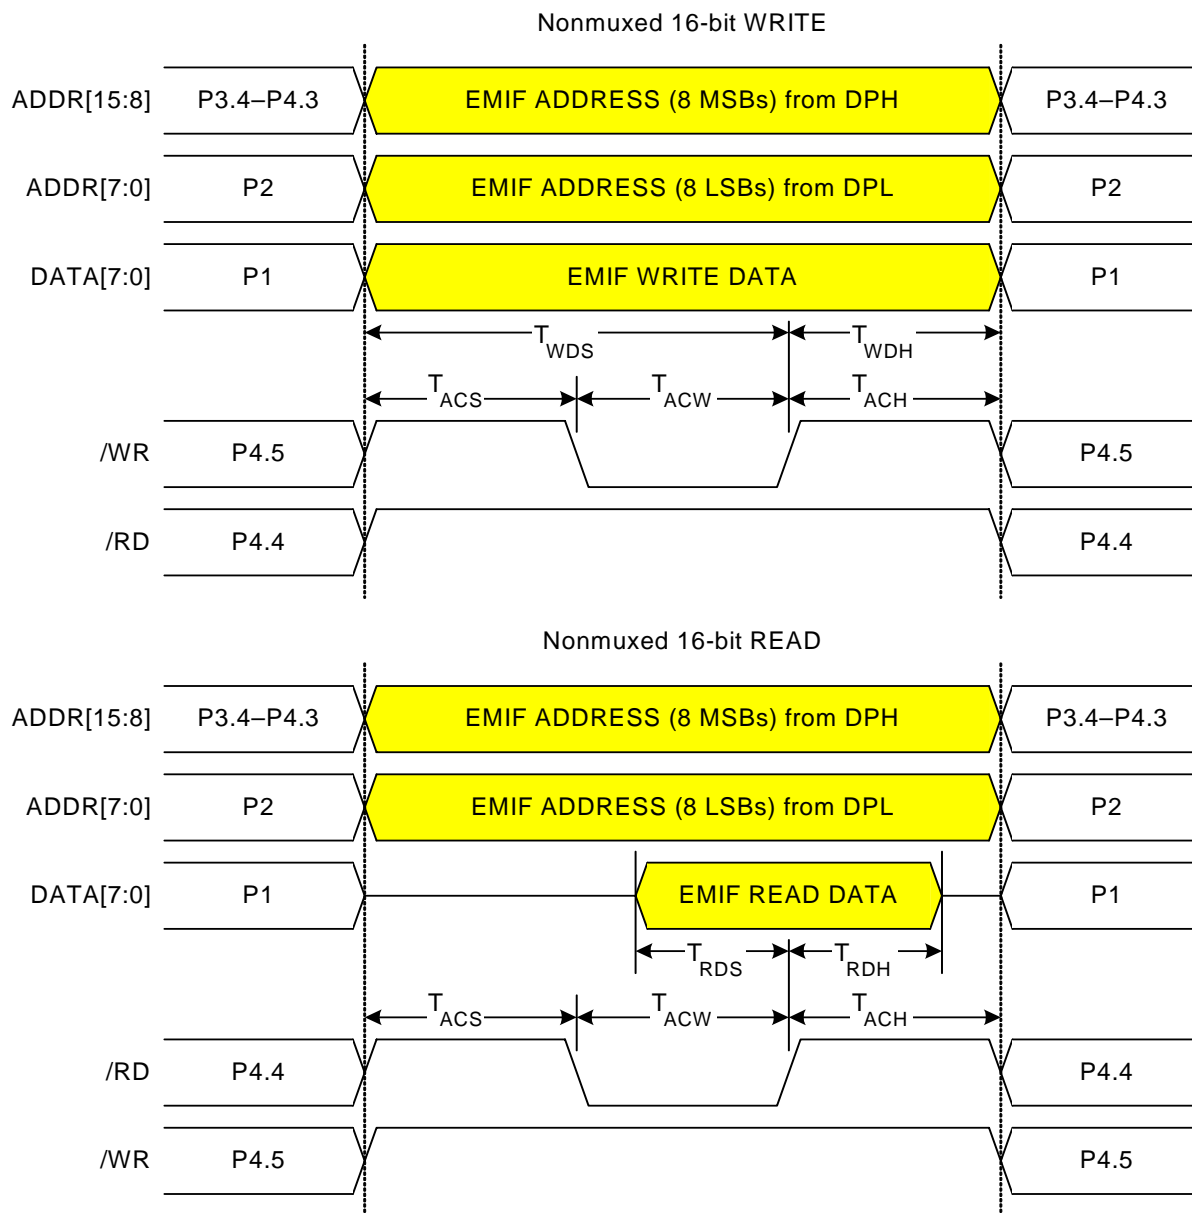 Nonmuxed 16-bit WRITE
ADDR[15:8] P3.4–P4.3 EMIF ADDRESS (8 MSBs) from DPH P3.4–P4.3
ADDR[7:0] P2 EMIF ADDRESS (8 LSBs) from DPL P2
DATA[7:0] P1 EMIF WRITE DATA P1
TWDS TWDH
TACS TACW TACH
/WR P4.5 P4.5
/RD P4.4 P4.4
Nonmuxed 16-bit READ
ADDR[15:8] P3.4–P4.3 EMIF ADDRESS (8 MSBs) from DPH P3.4–P4.3
ADDR[7:0] P2 EMIF ADDRESS (8 LSBs) from DPL P2
DATA[7:0] P1 EMIF READ DATA P1
TRDS TRDH
TACS TACW TACH
/RD P4.4 P4.4
/WR P4.5 P4.5